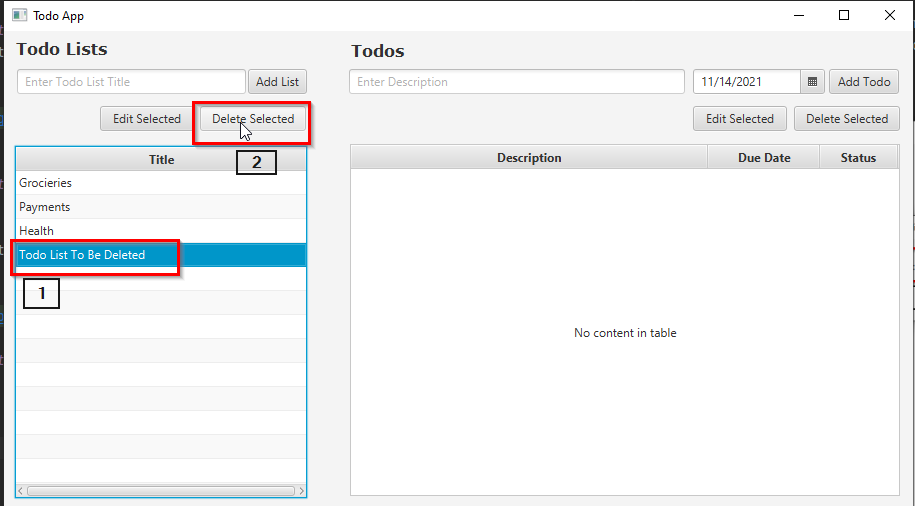 Todo App
Todo Lists
Todos
Enter Todo List Title
Add List
Enter Description
11/14/2021
Add Todo
Edit Selected
Delete Selected
Edit Selected
Delete Selected
Title
2
Description
Due Date
Status
Grocieries
Payments
Health
Todo List To Be Deleted
1
No content in table